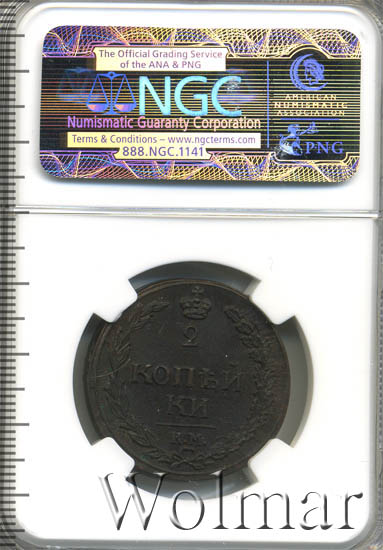 The Official Grading Service
of the ANA & PNG
NGC
Numismatic Guaranty Corporation
Terms & Conditions – www.ngcterms.com
888.NGC.1141
AMERICAN
NUMISMATIC
ASSOCIATION
PNG
2
КОПѢЙ
КИ
К.М.
Wolmar